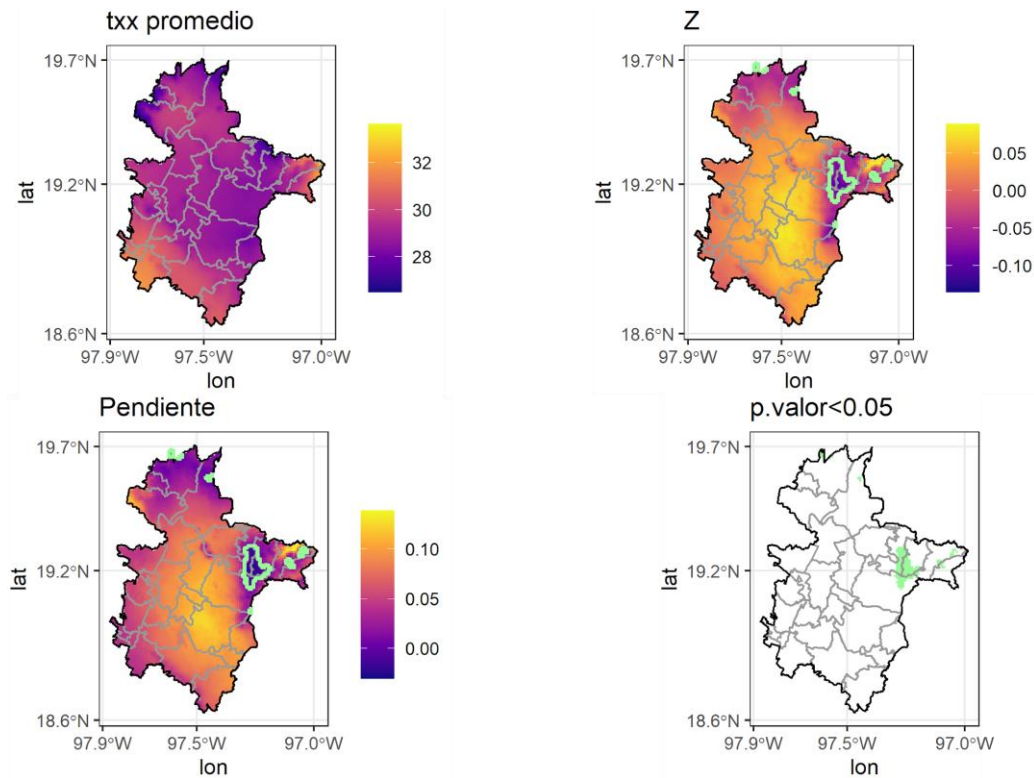 txx promedio
19.7°N
19.2°N
18.6°N
97.9°W
97.5°W
97.0°W
lat
lon
32
30
28
Z
19.7°N
19.2°N
18.6°N
97.9°W
97.5°W
97.0°W
lat
lon
0.05
0.00
-0.05
-0.10
Pendiente
19.7°N
19.2°N
18.6°N
97.9°W
97.5°W
97.0°W
lat
lon
0.10
0.05
0.00
p.valor<0.05
19.7°N
19.2°N
18.6°N
97.9°W
97.5°W
97.0°W
lat
lon